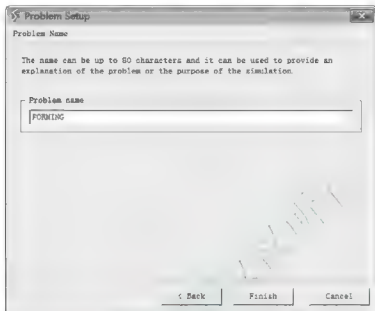 Problem Setup
Problem Name
The name can be up to 80 characters and it can be used to provide an
explanation of the problem or the purpose of the simulation.
Problem name
FORMING
< Back Finish Cancel